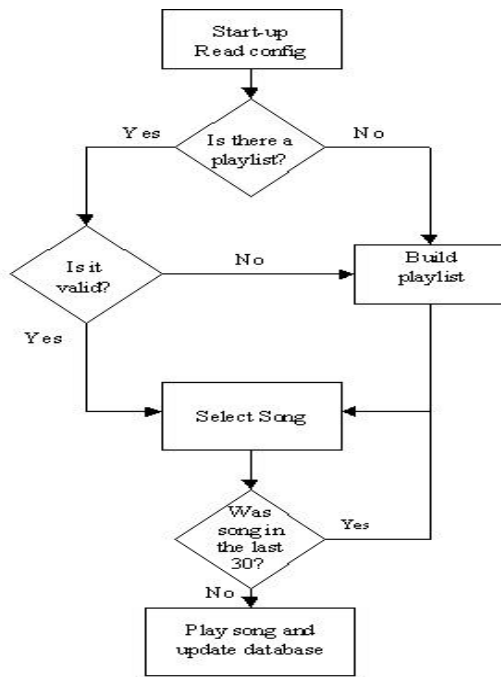 Start-up
Read config
Yes
Is there a
playlist?
No
Is it
valid?
No
Build
playlist
Yes
Select Song
Was
song in
the last
30?
Yes
No
Play song and
update database